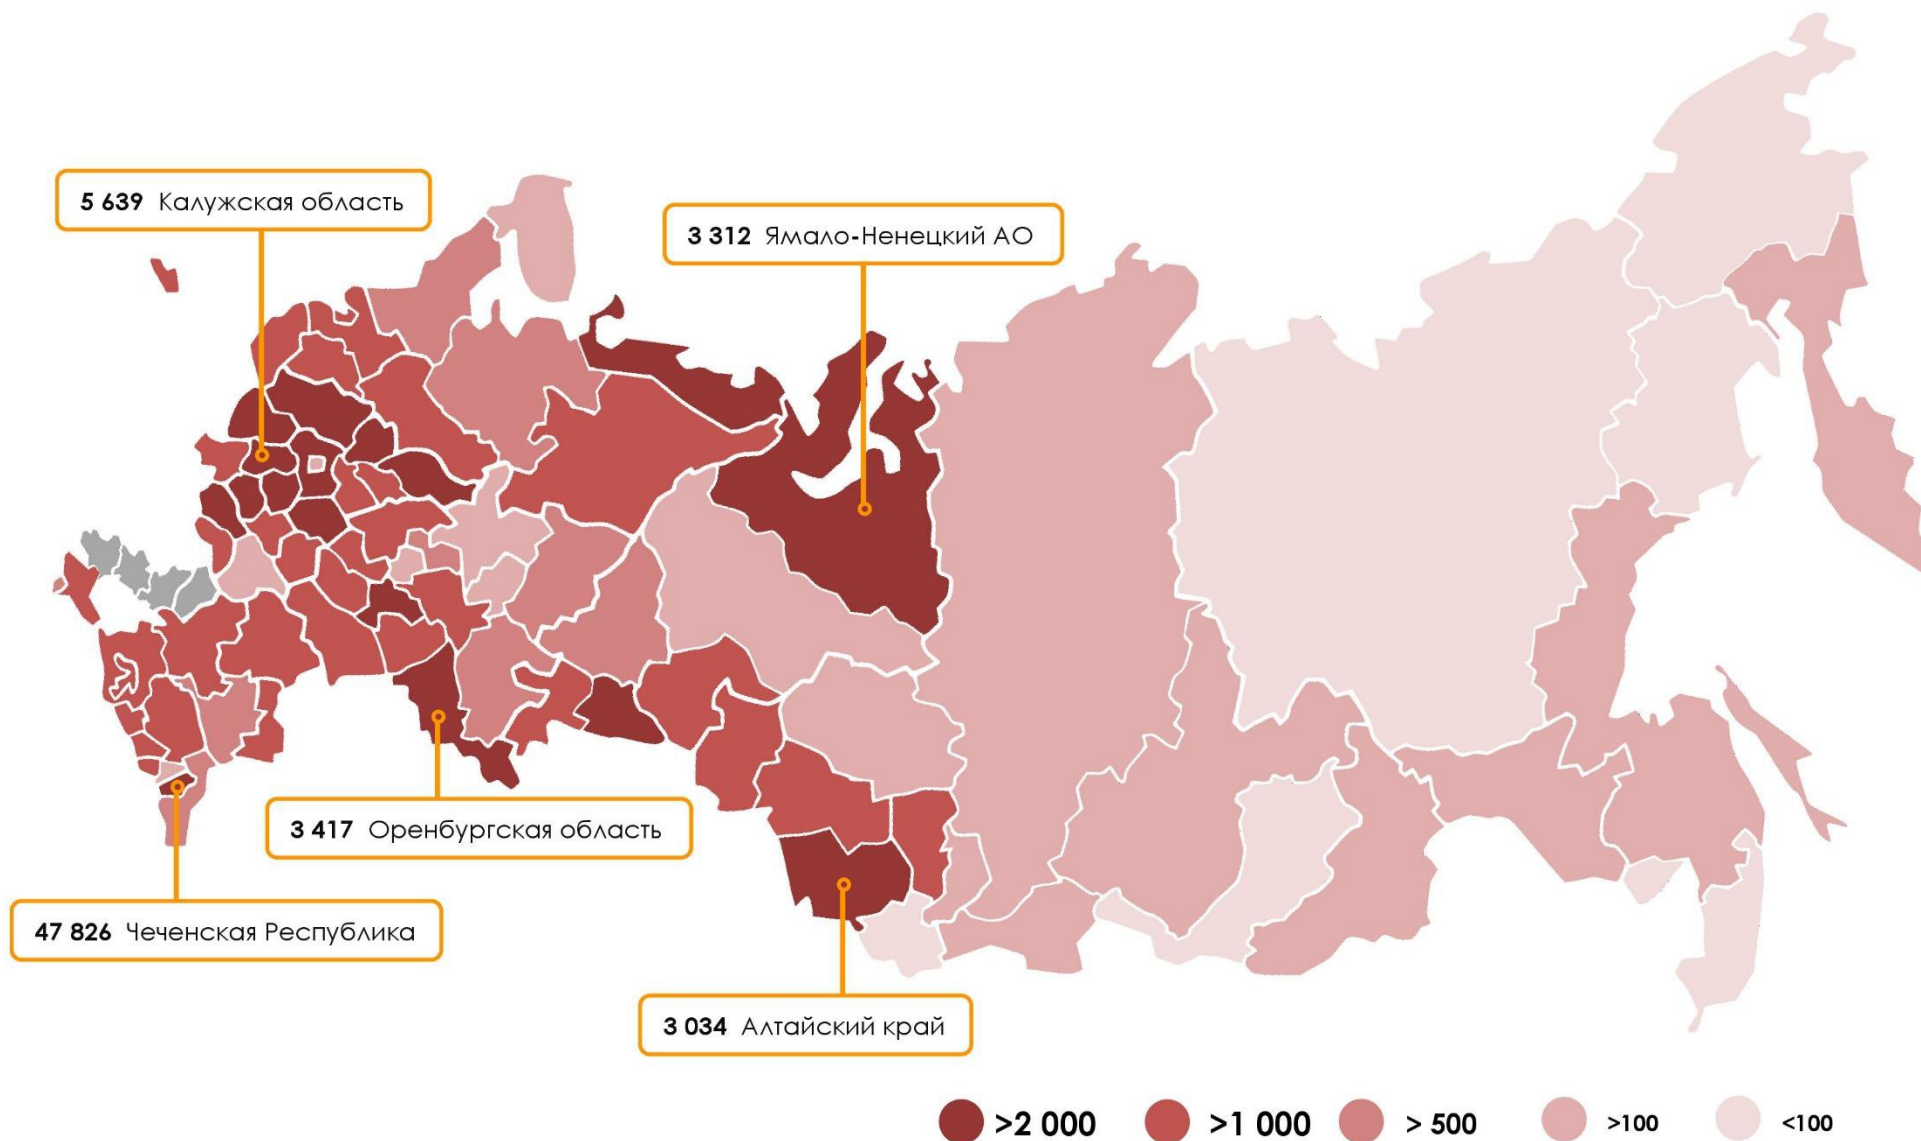 5 639 Калужская область
3 312 Ямало-Ненецкий АО
3 417 Оренбургская область
47 826 Чеченская Республика
3 034 Алтайский край
>2 000 >1 000 > 500 >100 <100